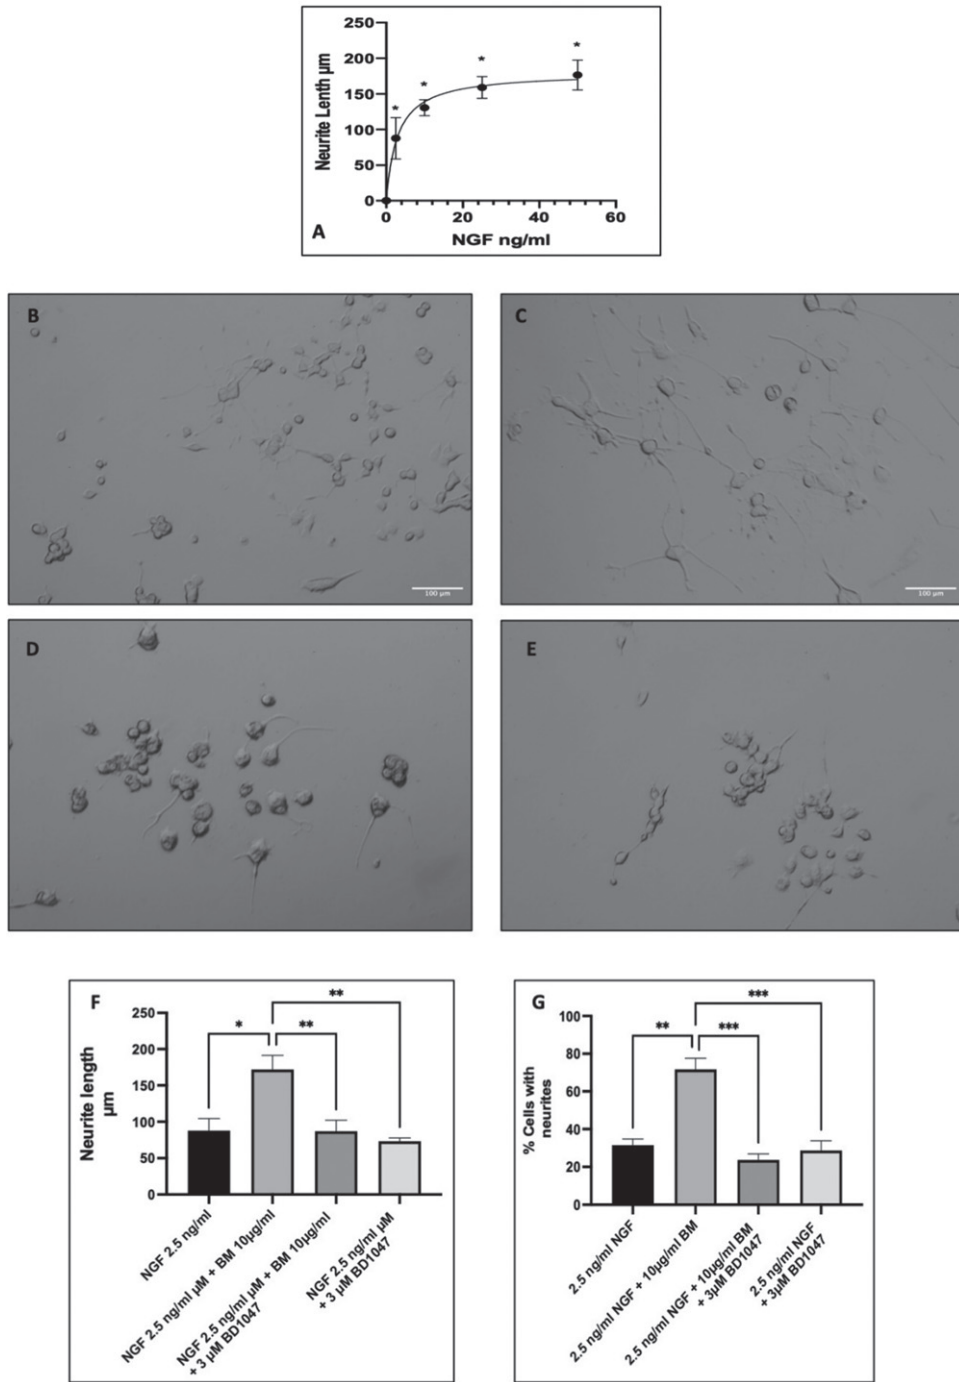 250
200
150
100
50
0
Neurite Lenth µm
*
*
*
*
0
20
40
60
NGF ng/ml
A
B
100 µm
C
100 µm
D
E
F
Neurite length
µm
250
200
150
100
50
0
*
**
**
NGF 2.5 ng/ml
NGF 2.5 ng/ml µM + BM 10µg/ml
NGF 2.5 ng/ml µM + BM 10µg/ml
+ 3 µM BD1047
NGF 2.5 ng/ml µM
+ 3 µM BD1047
G
% Cells with
neurites
100
80
60
40
20
0
**
***
***
2.5 ng/ml NGF
2.5 ng/ml NGF + 10µg/ml BM
2.5 ng/ml NGF + 10µg/ml BM
+ 3µM BD1047
2.5 ng/ml NGF
+ 3µM BD1047